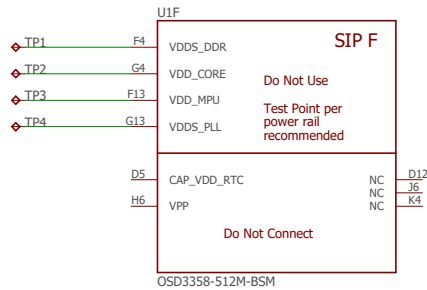 U1F
SIP F
TP1 F4 VDDS_DDR
TP2 G4 VDD_CORE
Do Not Use
TP3 F13 VDD_MPU
Test Point per
power rail
recommended
TP4 G13 VDDS_PLL
D5 CAP_VDD_RTC NC D12
NC J6
H6 VPP NC K4
Do Not Connect
OSD3358-512M-BSM